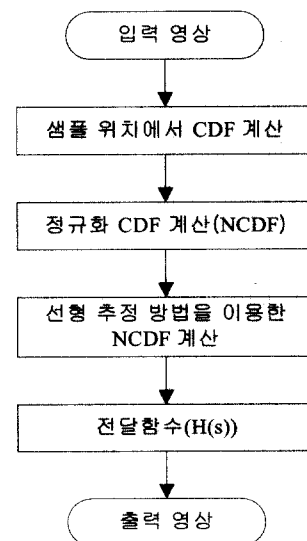 입력 영상
샘플 위치에서 CDF 계산
정규화 CDF 계산(NCDF)
선형 추정 방법을 이용한
NCDF 계산
전달함수(H(s))
출력 영상